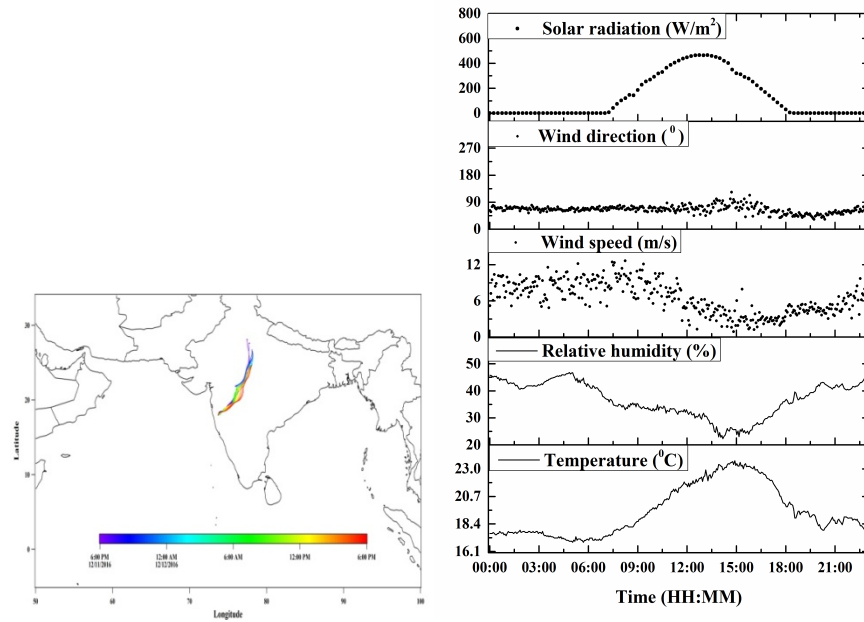 Latitude
30
20
10
0
6:00 PM 12:00 AM 6:00 AM 12:00 PM 6:00 PM
12/11/2016 12/12/2016
50 60 70 80 90 100
Longitude
800
600
400
200
0
Solar radiation (W/m²)
270
180
90
0
Wind direction (⁰)
12
6
0
Wind speed (m/s)
50
40
30
20
Relative humidity (%)
23.0
20.7
18.4
16.1
Temperature (⁰C)
00:00 03:00 06:00 09:00 12:00 15:00 18:00 21:00
Time (HH:MM)